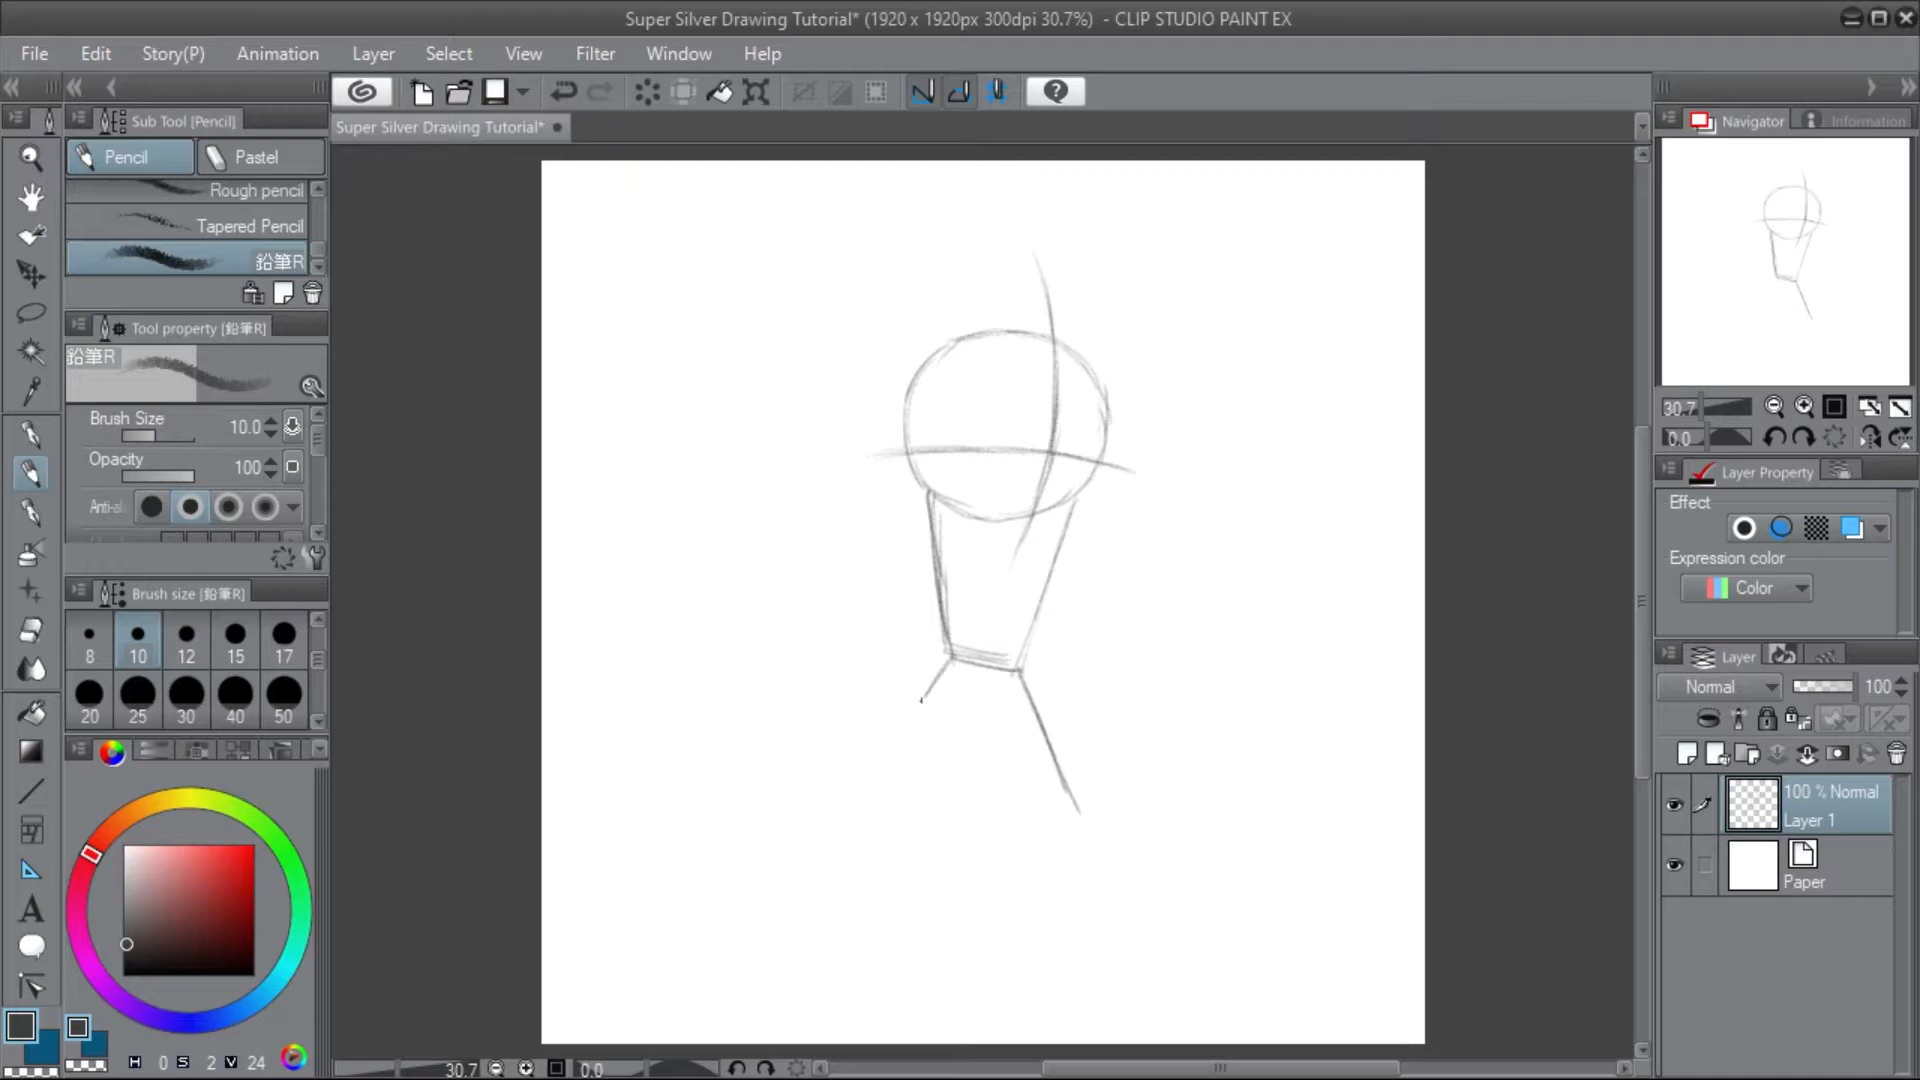 Super Silver Drawing Tutorial* (1920 x 1920px 300dpi 30.7%) - CLIP STUDIO PAINT EX
File Edit Story(P) Animation Layer Select View Filter Window Help
Super Silver Drawing Tutorial*
Sub Tool [Pencil]
Pencil
Pastel
Rough pencil
Tapered Pencil
鉛筆R
Tool property [鉛筆R]
鉛筆R
Brush Size 10.0
Opacity 100
Anti-al
Brush size [鉛筆R]
8 10 12 15 17
20 25 30 40 50
H 0 S 2 V 24
30.7 0.0
Navigator
Information
30.7
0.0
Layer Property
Effect
Expression color
Color
Layer
Normal 100
100 % Normal
Layer 1
Paper